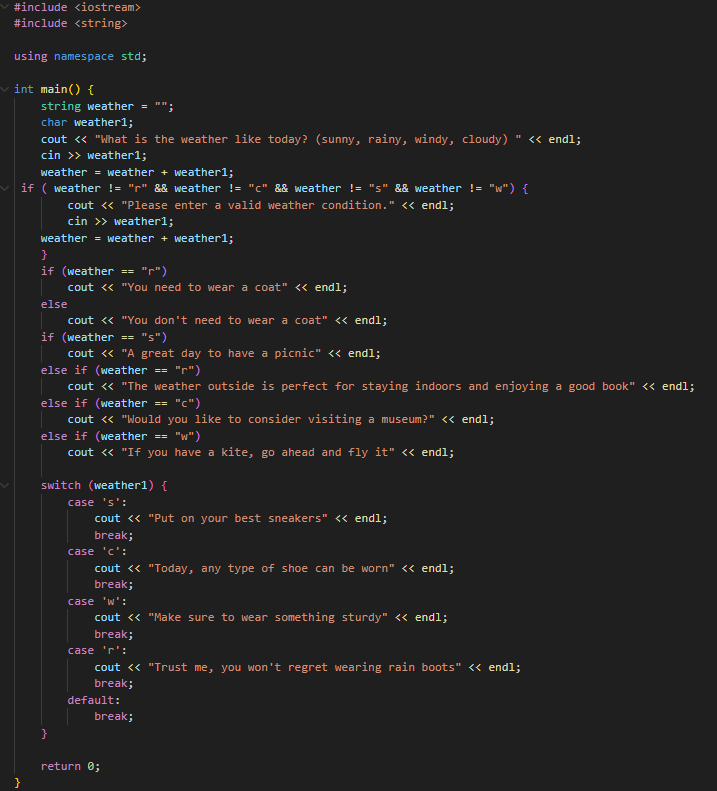 #include <iostream>
#include <string>

using namespace std;

int main() {
    string weather = "";
    char weather1;
    cout << "What is the weather like today? (sunny, rainy, windy, cloudy) " << endl;
    cin >> weather1;
    weather = weather + weather1;
 if ( weather != "r" && weather != "c" && weather != "s" && weather != "w") {
        cout << "Please enter a valid weather condition." << endl;
        cin >> weather1;
    weather = weather + weather1;
    }
    if (weather == "r")
        cout << "You need to wear a coat" << endl;
    else
        cout << "You don't need to wear a coat" << endl;
    if (weather == "s")
        cout << "A great day to have a picnic" << endl;
    else if (weather == "r")
        cout << "The weather outside is perfect for staying indoors and enjoying a good book" << endl;
    else if (weather == "c")
        cout << "Would you like to consider visiting a museum?" << endl;
    else if (weather == "w")
        cout << "If you have a kite, go ahead and fly it" << endl;

    switch (weather1) {
        case 's':
            cout << "Put on your best sneakers" << endl;
            break;
        case 'c':
            cout << "Today, any type of shoe can be worn" << endl;
            break;
        case 'w':
            cout << "Make sure to wear something sturdy" << endl;
            break;
        case 'r':
            cout << "Trust me, you won't regret wearing rain boots" << endl;
            break;
        default:
            break;
    }

    return 0;
}